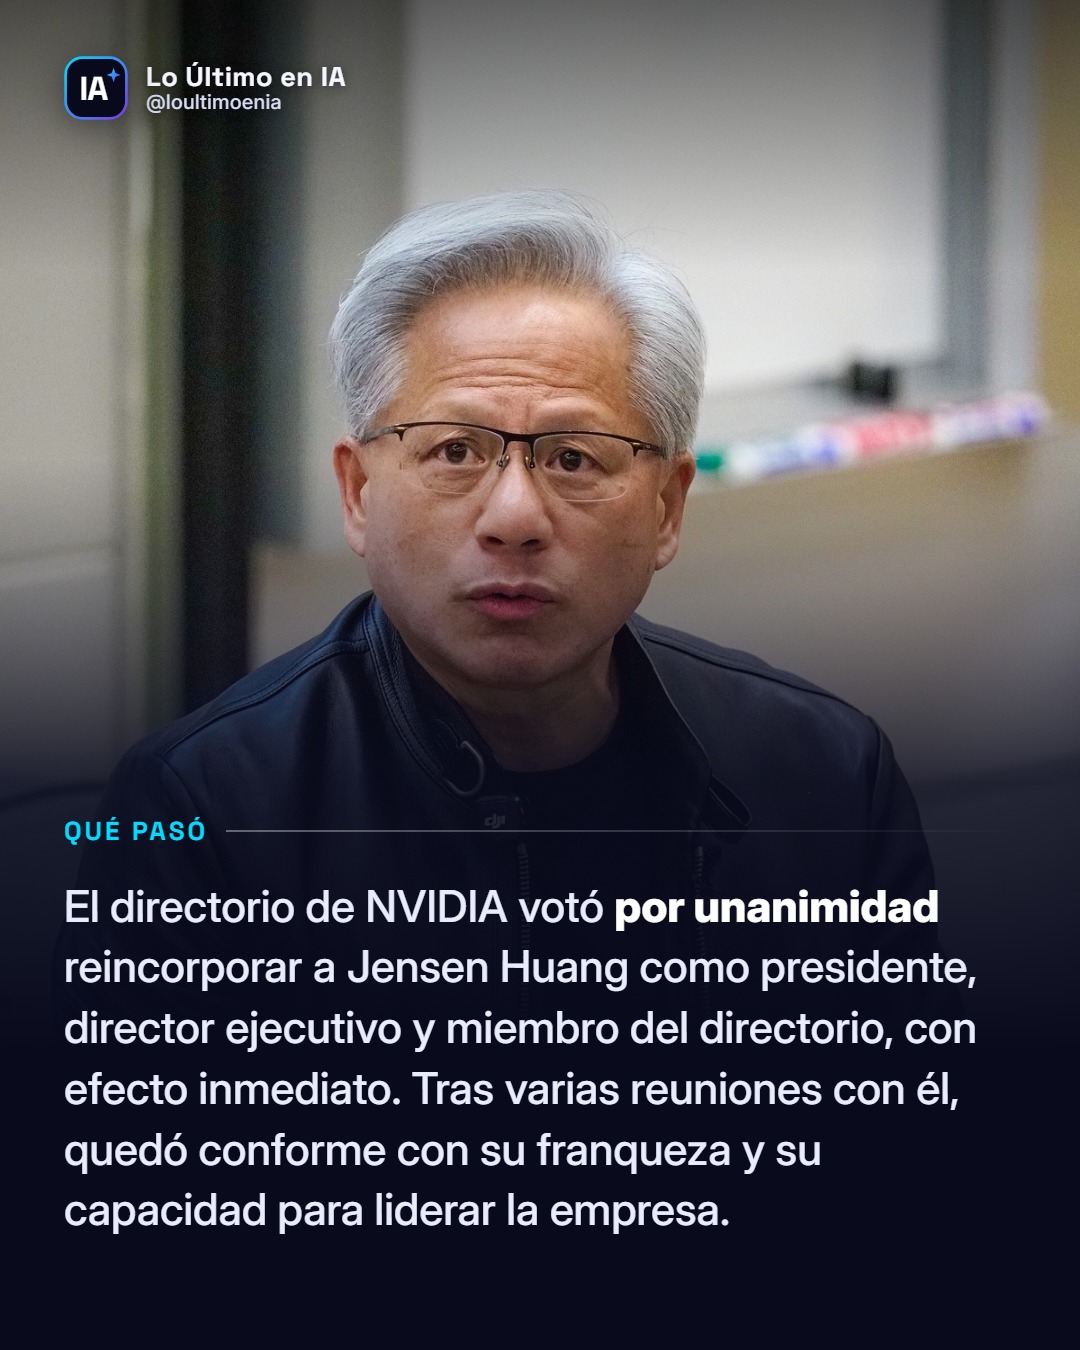 IA
Lo Último en IA
@loultimoenia
dji
QUÉ PASÓ
El directorio de NVIDIA votó por unanimidad
reincorporar a Jensen Huang como presidente,
director ejecutivo y miembro del directorio, con
efecto inmediato. Tras varias reuniones con él,
quedó conforme con su franqueza y su
capacidad para liderar la empresa.